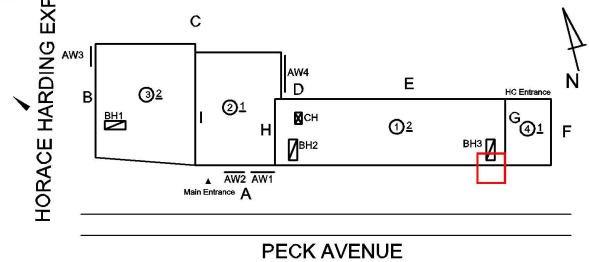 C
HORACE HARDING EXP
AW3
AW4
N
B
3 2
2 1
D
E
HC Entrance
BH1
I
H
CH
1 2
G
4 1
F
BH2
BH3
AW2 AW1
Main Entrance
A
PECK AVENUE